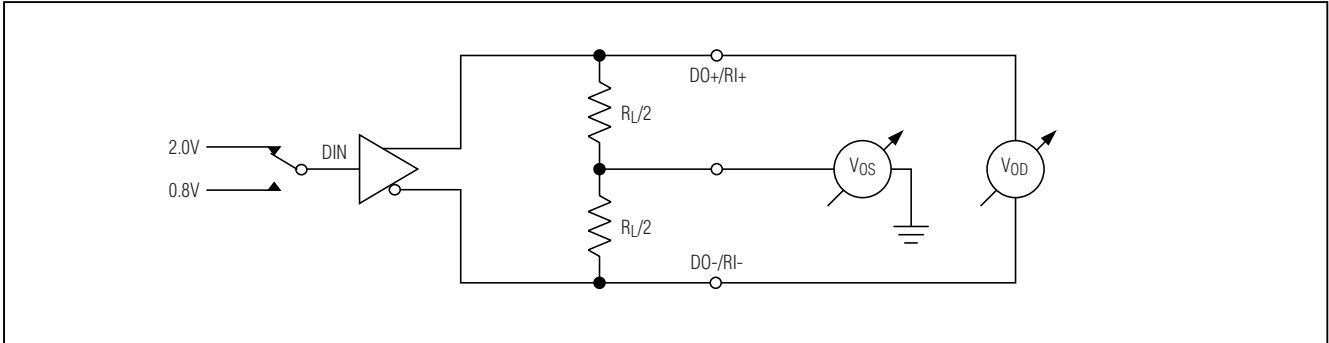 DO+/RI+
RL/2
2.0V
DIN
VOS
VOD
0.8V
RL/2
DO-/RI-